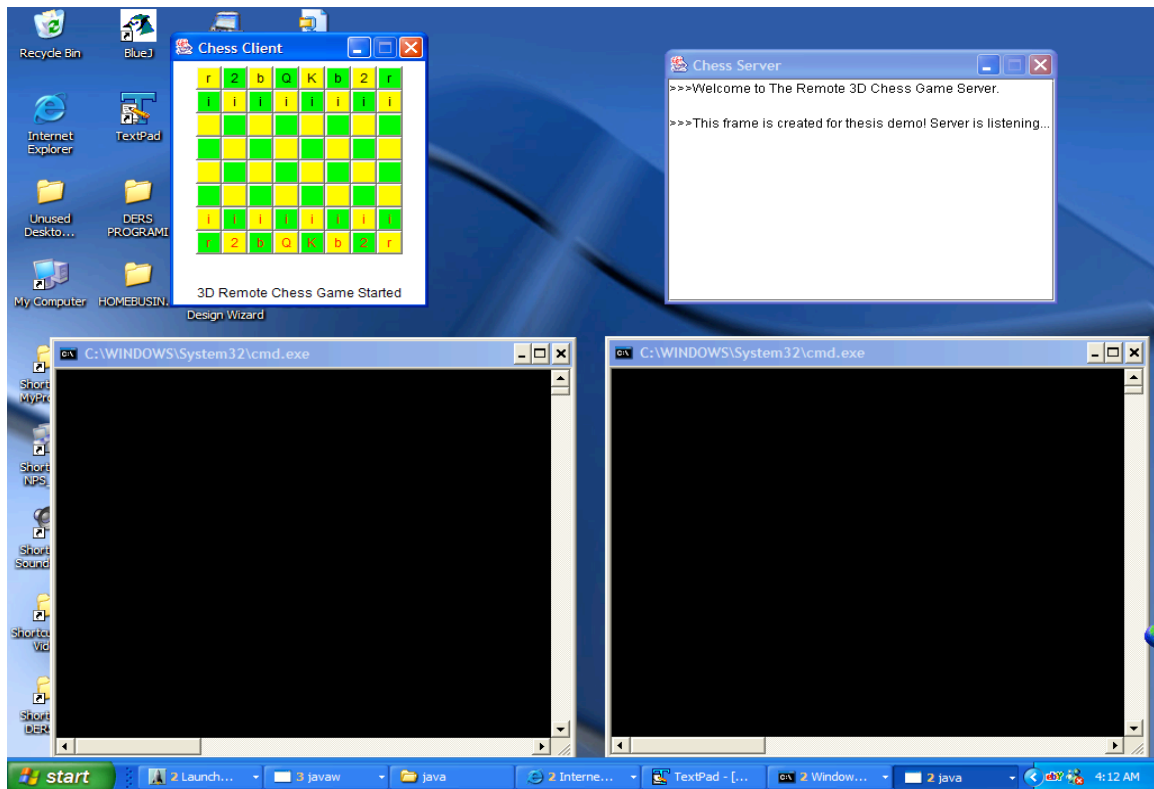 Recycle Bin
BlueJ
Internet
Explorer
TextPad
Unused
Deskto...
DERS
PROGRAMI
My Computer
HOMEBUSIN.
Design Wizard
Chess Client
r 2 b Q K b 2 r
i i i i i i i i
i i i i i i i i
r 2 b Q K b 2 r
3D Remote Chess Game Started
Chess Server
>>>Welcome to The Remote 3D Chess Game Server.
>>>This frame is created for thesis demo! Server is listening...
C:\WINDOWS\System32\cmd.exe
C:\WINDOWS\System32\cmd.exe
start
2 Launch...
3 javaw
java
2 Interne...
TextPad - [...
2 Window...
2 java
4:12 AM